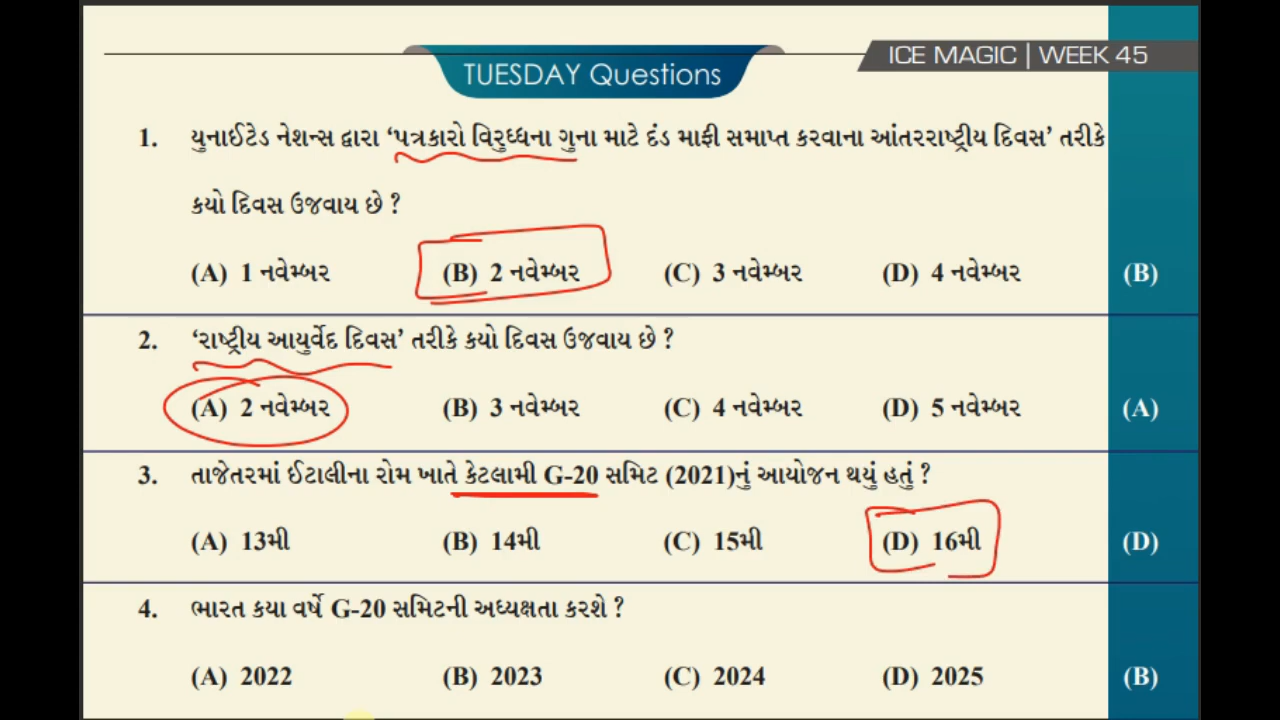 ICE MAGIC | WEEK 45
TUESDAY Questions
1. યુનાઈટેડ નેશન્સ દ્વારા ‘પત્રકારો વિરુધ્ધના ગુના માટે દંડ માફી સમાપ્ત કરવાના આંતરરાષ્ટ્રીય દિવસ’ તરીકે
કયો દિવસ ઉજવાય છે ?
(A) 1 નવેમ્બર (B) 2 નવેમ્બર (C) 3 નવેમ્બર (D) 4 નવેમ્બર (B)
2. ‘રાષ્ટ્રીય આયુર્વેદ દિવસ’ તરીકે કયો દિવસ ઉજવાય છે ?
(A) 2 નવેમ્બર (B) 3 નવેમ્બર (C) 4 નવેમ્બર (D) 5 નવેમ્બર (A)
3. તાજેતરમાં ઈટાલીના રોમ ખાતે કેટલામી G-20 સમિટ (2021)નું આયોજન થયું હતું ?
(A) 13મી (B) 14મી (C) 15મી (D) 16મી (D)
4. ભારત કયા વર્ષે G-20 સમિટની અધ્યક્ષતા કરશે ?
(A) 2022 (B) 2023 (C) 2024 (D) 2025 (B)